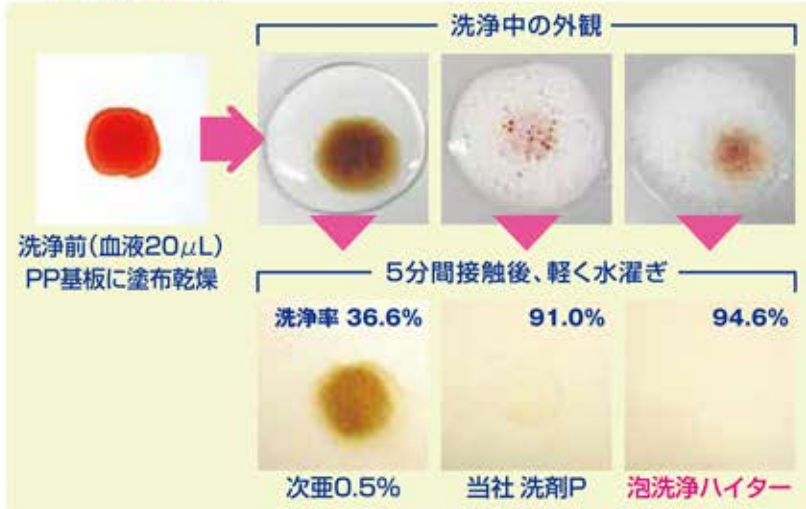 洗浄中の外観
洗浄前(血液20μL)
PP基板に塗布乾燥
5分間接触後、軽く水濯ぎ
洗浄率 36.6%
91.0%
94.6%
次亜0.5%
当社 洗剤P
泡洗浄ハイター